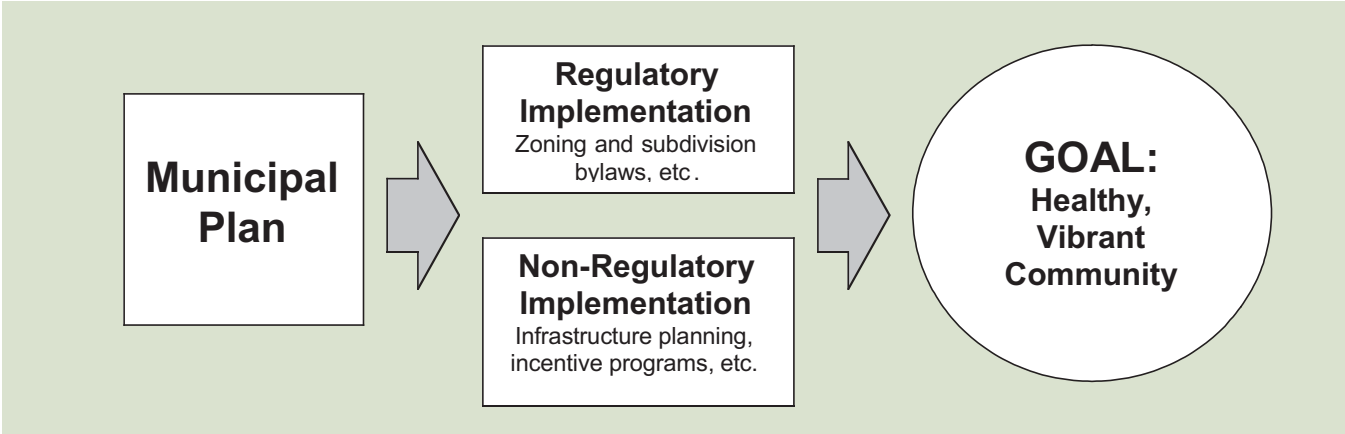 Municipal
Plan
Regulatory
Implementation
Zoning and subdivision
bylaws, etc.
Non-Regulatory
Implementation
Infrastructure planning,
incentive programs, etc.
GOAL:
Healthy,
Vibrant
Community